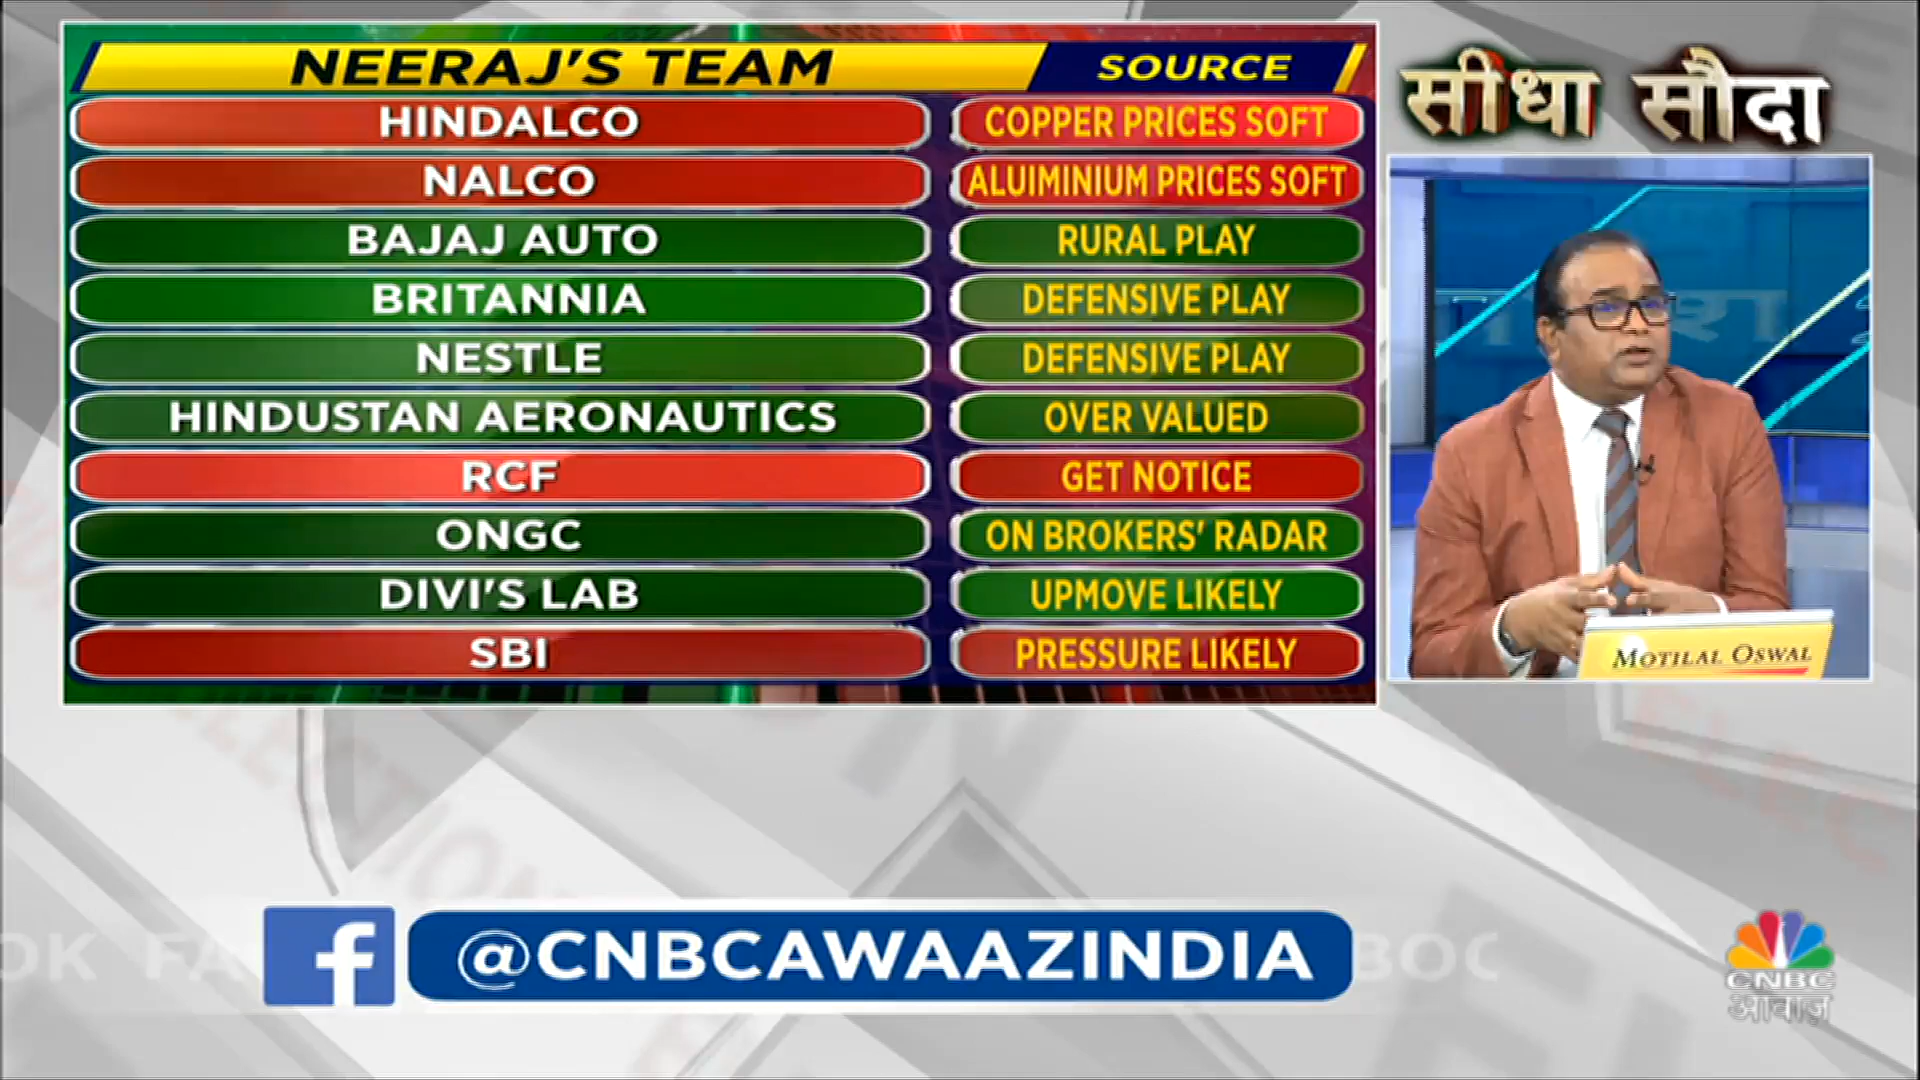 NEERAJ'S TEAM SOURCE
HINDALCO COPPER PRICES SOFT
NALCO ALUIMINIUM PRICES SOFT
BAJAJ AUTO RURAL PLAY
BRITANNIA DEFENSIVE PLAY
NESTLE DEFENSIVE PLAY
HINDUSTAN AERONAUTICS OVER VALUED
RCF GET NOTICE
ONGC ON BROKERS' RADAR
DIVI'S LAB UPMOVE LIKELY
SBI PRESSURE LIKELY
सीधा सौदा
MOTILAL OSWAL
f @CNBCAWAAZINDIA
CNBC
आवाज़